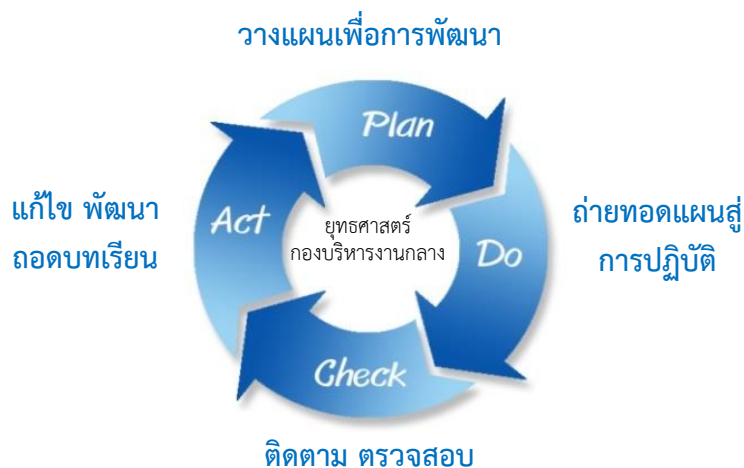 วางแผนเพื่อการพัฒนา
Plan
แก้ไข พัฒนา
ถอดบทเรียน
Act
ยุทธศาสตร์
กองบริหารงานกลาง
Do
ถ่ายทอดแผนสู่
การปฏิบัติ
Check
ติดตาม ตรวจสอบ